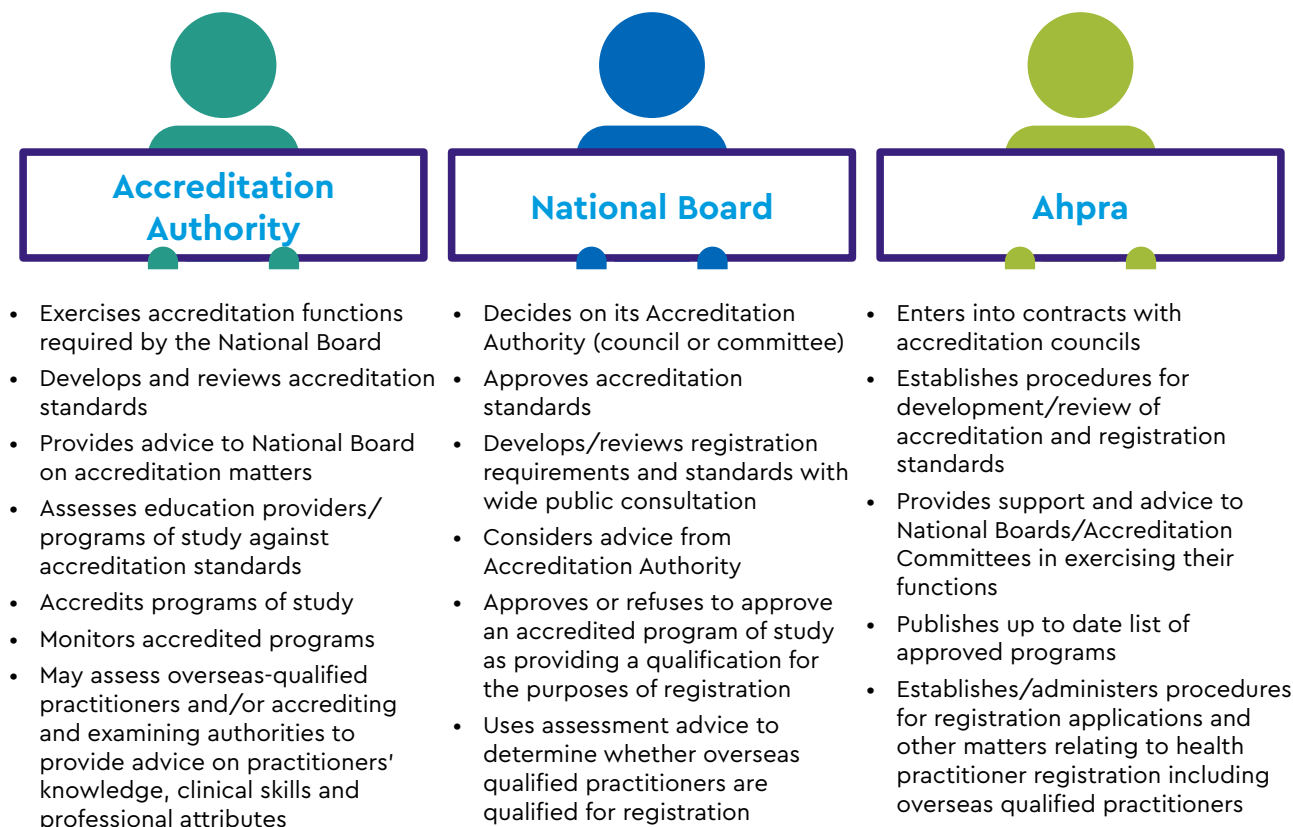 Accreditation
Authority
• Exercises accreditation functions
required by the National Board
• Develops and reviews accreditation
standards
• Provides advice to National Board
on accreditation matters
• Assesses education providers/
programs of study against
accreditation standards
• Accredits programs of study
• Monitors accredited programs
• May assess overseas-qualified
practitioners and/or accrediting
and examining authorities to
provide advice on practitioners’
knowledge, clinical skills and
professional attributes
National Board
• Decides on its Accreditation
Authority (council or committee)
• Approves accreditation
standards
• Develops/reviews registration
requirements and standards with
wide public consultation
• Considers advice from
Accreditation Authority
• Approves or refuses to approve
an accredited program of study
as providing a qualification for
the purposes of registration
• Uses assessment advice to
determine whether overseas
qualified practitioners are
qualified for registration
Ahpra
• Enters into contracts with
accreditation councils
• Establishes procedures for
development/review of
accreditation and registration
standards
• Provides support and advice to
National Boards/Accreditation
Committees in exercising their
functions
• Publishes up to date list of
approved programs
• Establishes/administers procedures
for registration applications and
other matters relating to health
practitioner registration including
overseas qualified practitioners